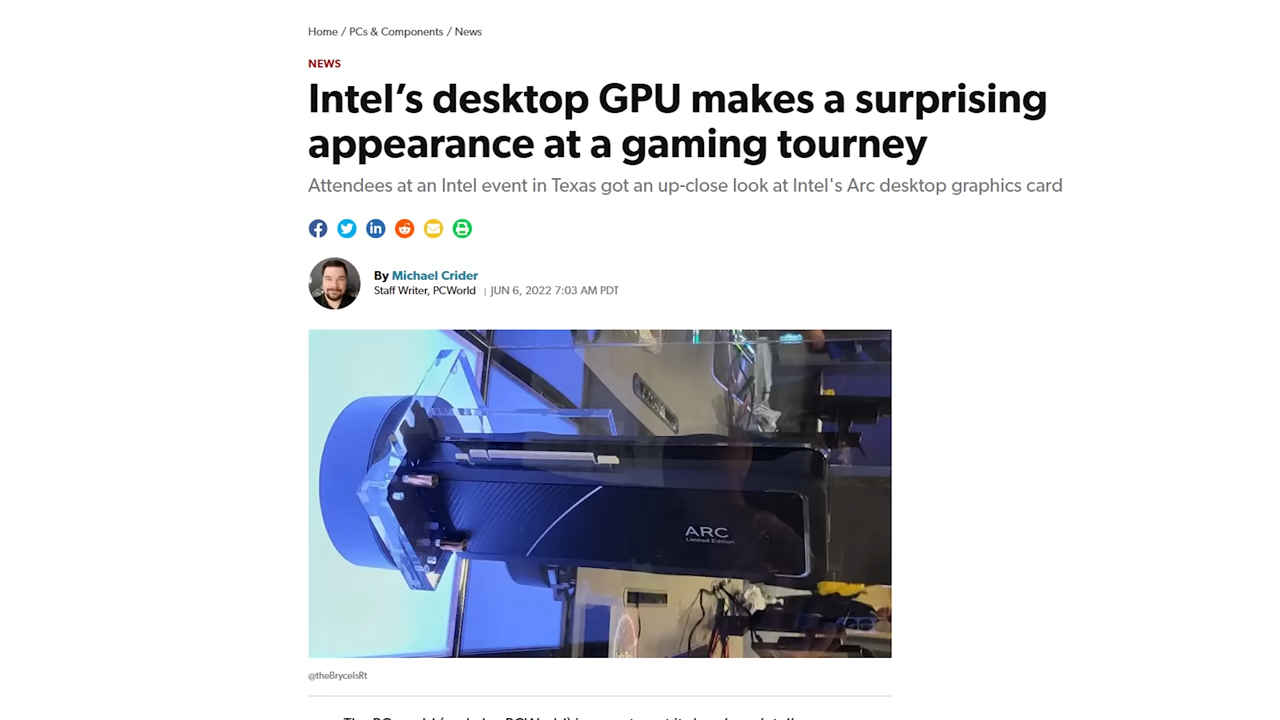 Home / PCs & Components / News
NEWS
Intel’s desktop GPU makes a surprising
appearance at a gaming tourney
Attendees at an Intel event in Texas got an up-close look at Intel's Arc desktop graphics card
By Michael Crider
Staff Writer, PCWorld | JUN 6, 2022 7:03 AM PDT
ARC
Limited Edition
@theBryceIsRt